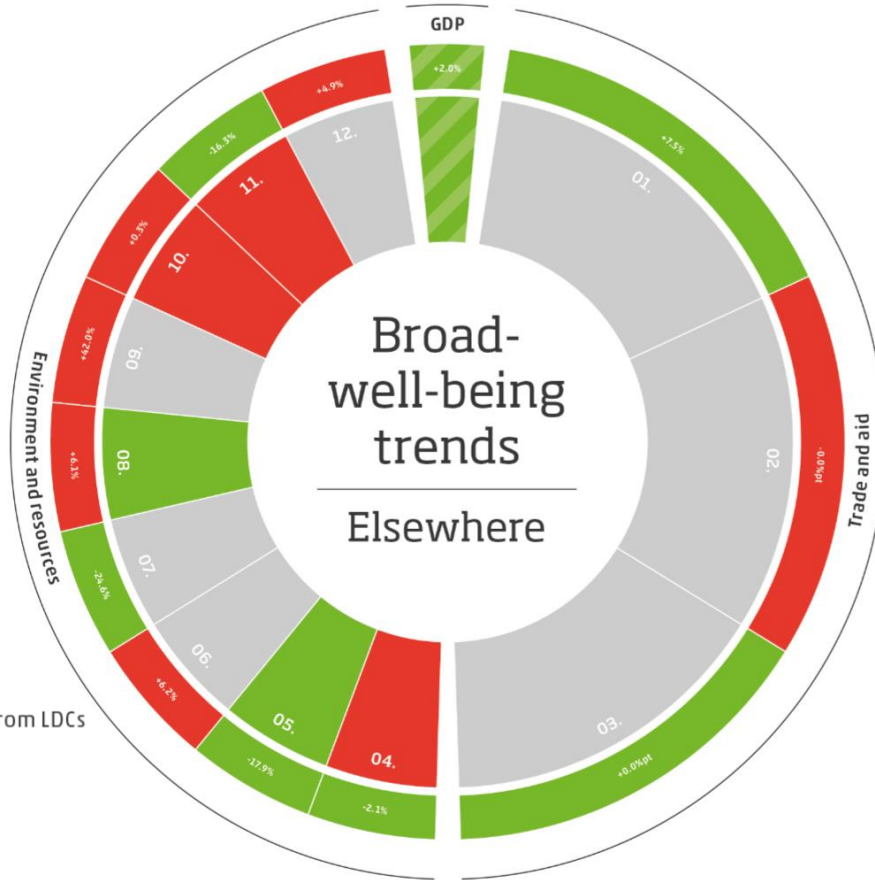 GDP
+2.0%
+7.5%
01.
Trade and aid
-0.0%pt
02.
+0.0%pt
03.
04.
-2.1%
05.
-17.9%
06.
+6.2%
07.
-24.6%
08.
+6.1%
09.
+42.0%
10.
+0.3%
11.
-16.3%
12.
+4.9%
Environment and resources
Broad-
well-being
trends
Elsewhere
rom LDCs